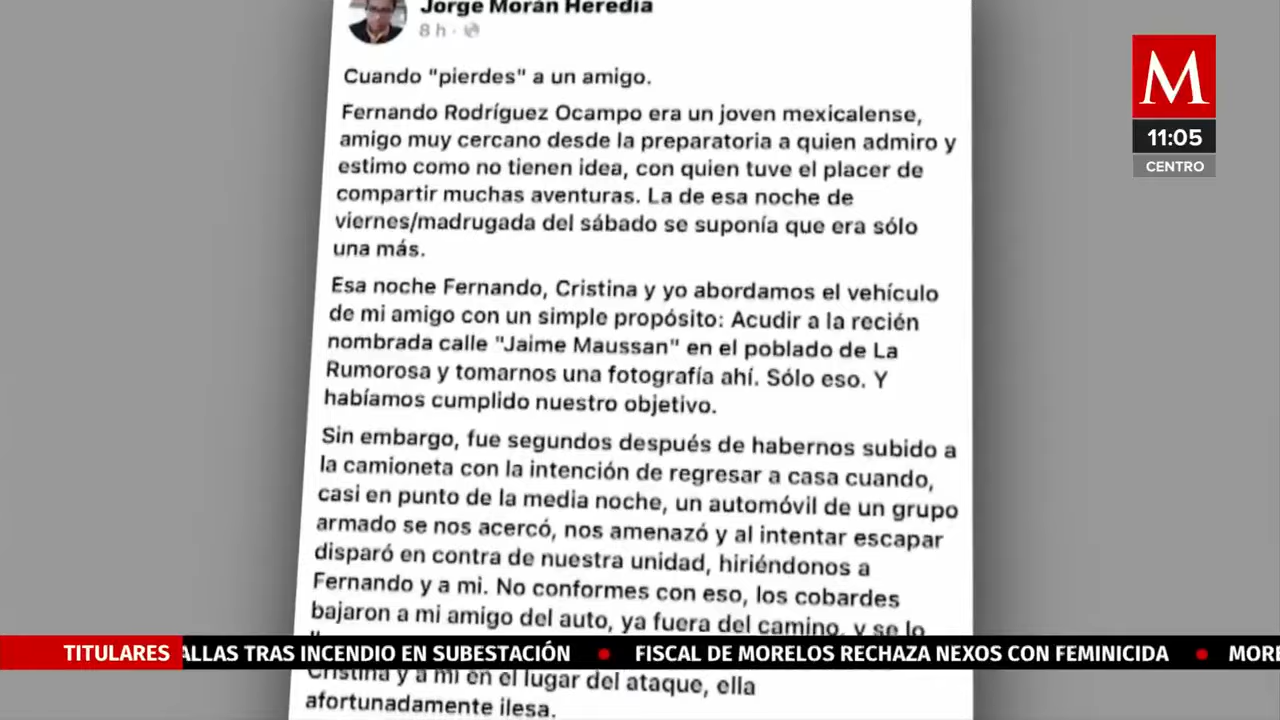 Jorge Morán Heredia
8 h ·
Cuando "pierdes" a un amigo.
Fernando Rodríguez Ocampo era un joven mexicalense,
amigo muy cercano desde la preparatoria a quien admiro y
estimo como no tienen idea, con quien tuve el placer de
compartir muchas aventuras. La de esa noche de
viernes/madrugada del sábado se suponía que era sólo
una más.
Esa noche Fernando, Cristina y yo abordamos el vehículo
de mi amigo con un simple propósito: Acudir a la recién
nombrada calle "Jaime Maussan" en el poblado de La
Rumorosa y tomarnos una fotografía ahí. Sólo eso. Y
habíamos cumplido nuestro objetivo.
Sin embargo, fue segundos después de habernos subido a
la camioneta con la intención de regresar a casa cuando,
casi en punto de la media noche, un automóvil de un grupo
armado se nos acercó, nos amenazó y al intentar escapar
disparó en contra de nuestra unidad, hiriéndonos a
Fernando y a mi. No conformes con eso, los cobardes
bajaron a mi amigo del auto, ya fuera del camino, y se lo
Cristina y a mí en el lugar del ataque, ella
afortunadamente ilesa.
M
11:05
CENTRO
TITULARES
ALLAS TRAS INCENDIO EN SUBESTACIÓN • FISCAL DE MORELOS RECHAZA NEXOS CON FEMINICIDA • MORE